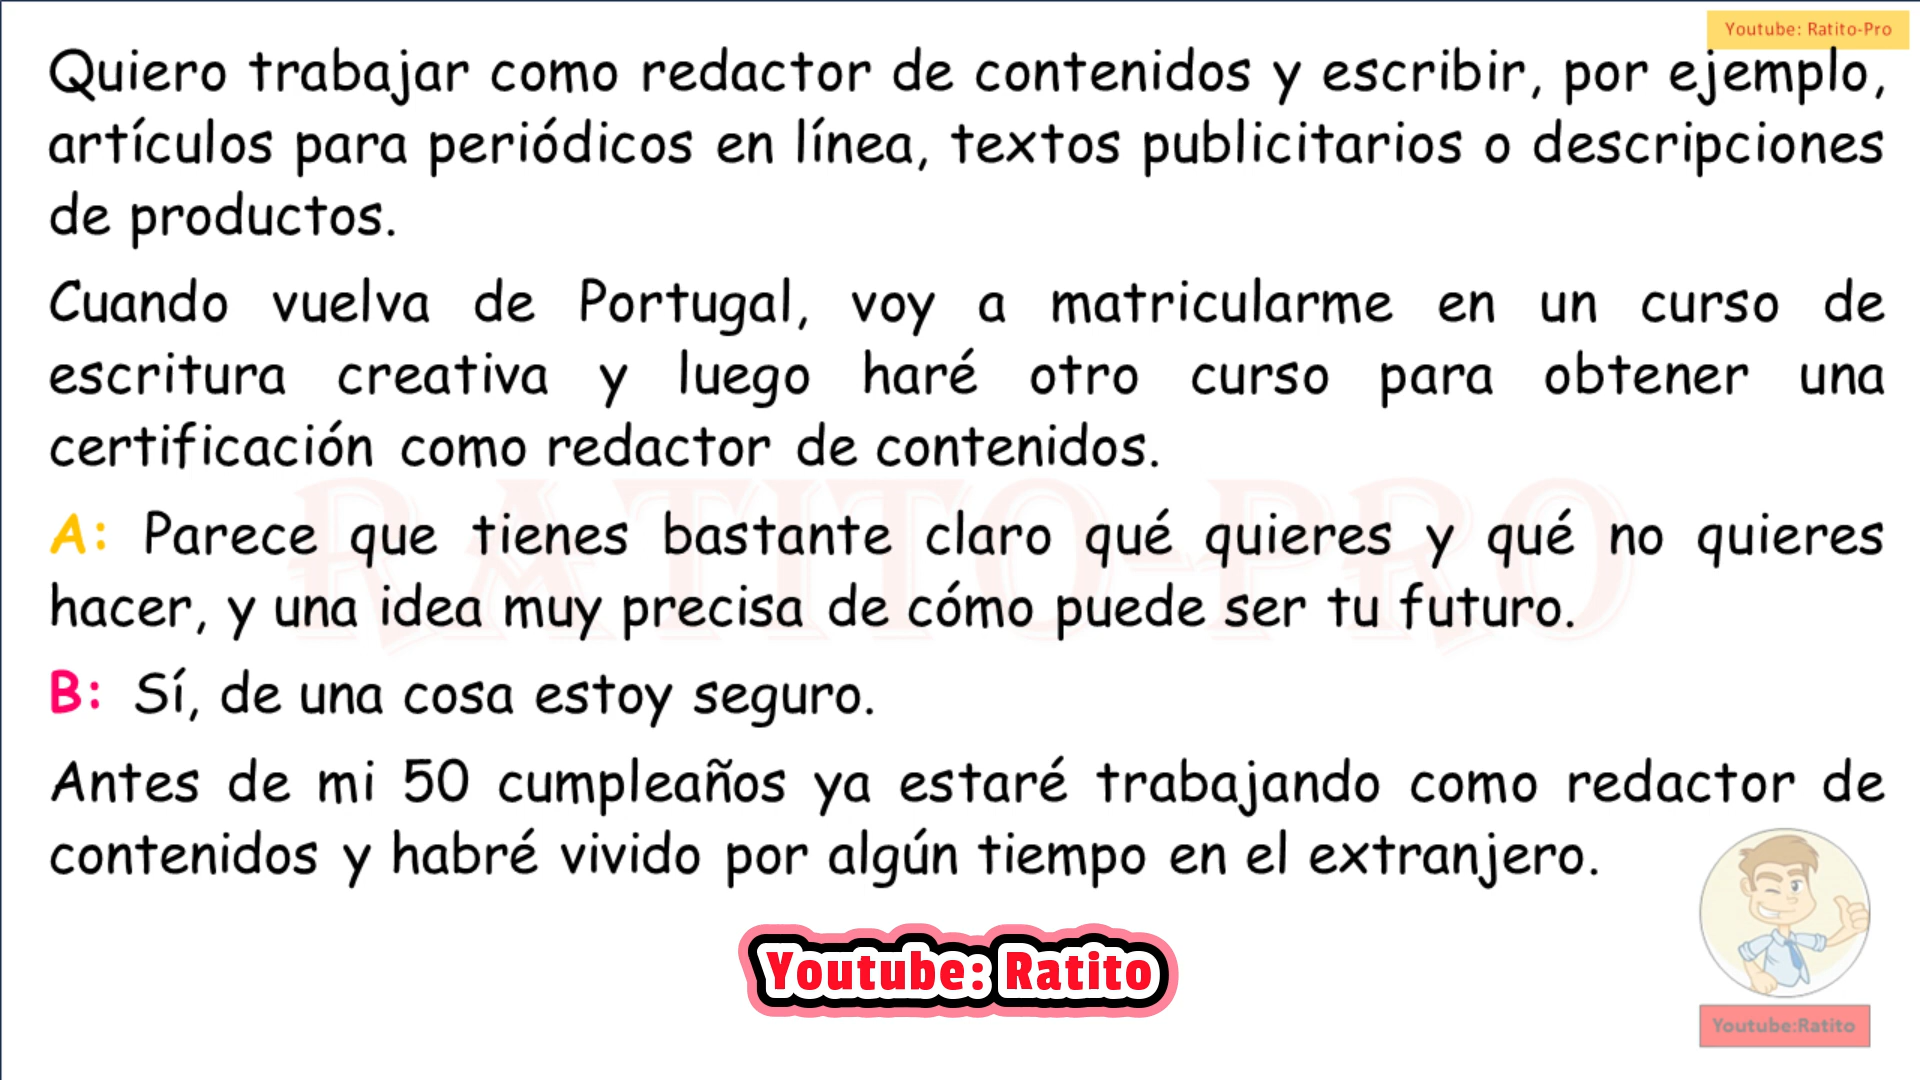 Youtube: Ratito-Pro
Quiero trabajar como redactor de contenidos y escribir, por ejemplo,
artículos para periódicos en línea, textos publicitarios o descripciones
de productos.
Cuando vuelva de Portugal, voy a matricularme en un curso de
escritura creativa y luego haré otro curso para obtener una
certificación como redactor de contenidos.
A: Parece que tienes bastante claro qué quieres y qué no quieres
hacer, y una idea muy precisa de cómo puede ser tu futuro.
B: Sí, de una cosa estoy seguro.
Antes de mi 50 cumpleaños ya estaré trabajando como redactor de
contenidos y habré vivido por algún tiempo en el extranjero.
RATITO-PRO
Youtube: Ratito
Youtube:Ratito